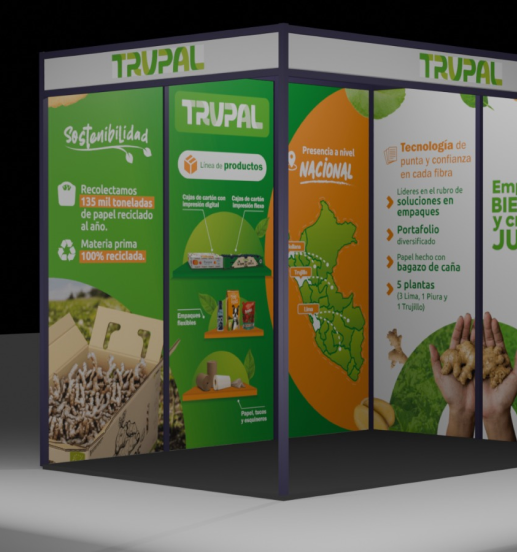 TRUPAL
TRUPAL
Sostenibilidad
Recolectamos
135 mil toneladas
de papel reciclado
al año.
Materia prima
100% reciclada.
TRUPAL
Línea de productos
Cajas de cartón con
impresión digital
Cajas de cartón
impresión flexo
Empaques
flexibles
Papel, tucos
y esquineros
Presencia a nivel
NACIONAL
Trujillo
Lima
Tecnología de
punta y confianza
en cada fibra
Líderes en el rubro de
soluciones en
empaques
Portafolio
diversificado
Papel hecho con
bagazo de caña
5 plantas
(3 Lima, 1 Piura y
1 Trujillo)
BIE
JU